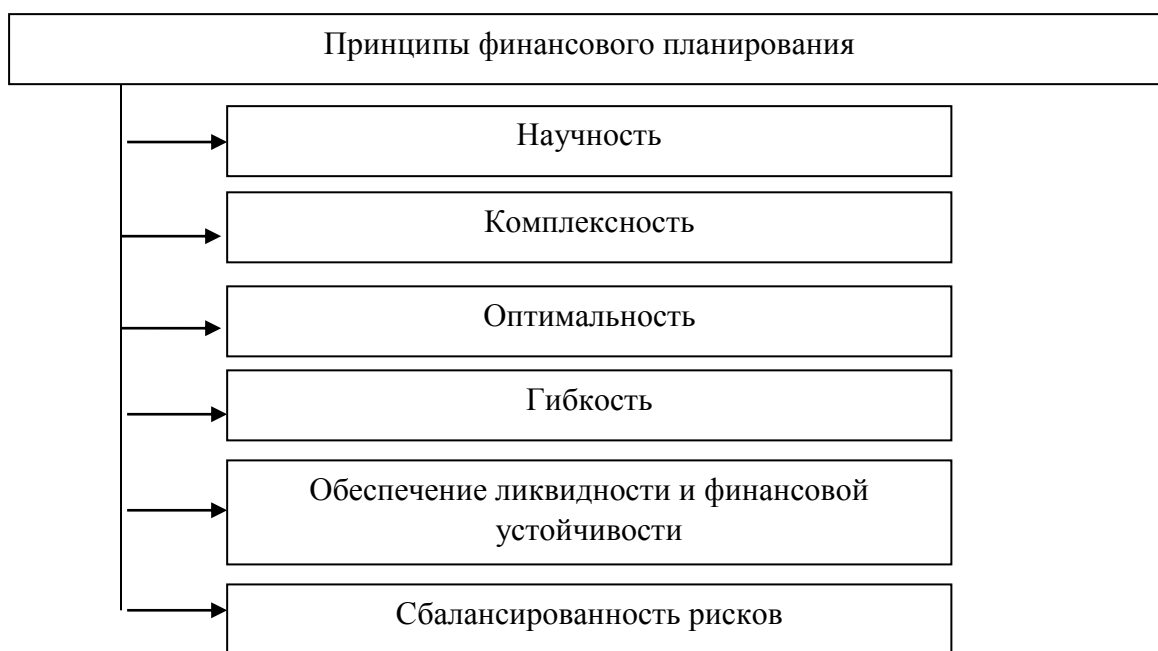 Принципы финансового планирования
Научность
Комплексность
Оптимальность
Гибкость
Обеспечение ликвидности и финансовой
устойчивости
Сбалансированность рисков